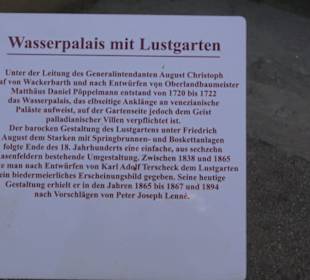 Wasserpalais mit Lustgarten
Unter der Leitung des Generalintendanten August Christoph
af von Wackerbarth und nach Entwürfen von Oberlandbaumeister
Matthäus Daniel Pöppelmann entstand von 1720 bis 1722
das Wasserpalais, das elbseitige Anklänge an venezianische
Paläste aufweist, auf der Gartenseite jedoch dem Geist
palladianischer Villen verpflichtet ist.
Der barocken Gestaltung des Lustgartens unter Friedrich
August dem Starken mit Springbrunnen- und Boskettanlagen
folgte Ende des 18. Jahrhunderts eine einfache, aus sechzehn
asenfeldern bestehende Umgestaltung. Zwischen 1838 und 1865
te man nach Entwürfen von Karl Adolf Terscheck dem Lustgarten
ein biedermeierliches Erscheinungsbild gegeben. Seine heutige
Gestaltung erhielt er in den Jahren 1865 bis 1867 und 1894
nach Vorschlägen von Peter Joseph Lenné.